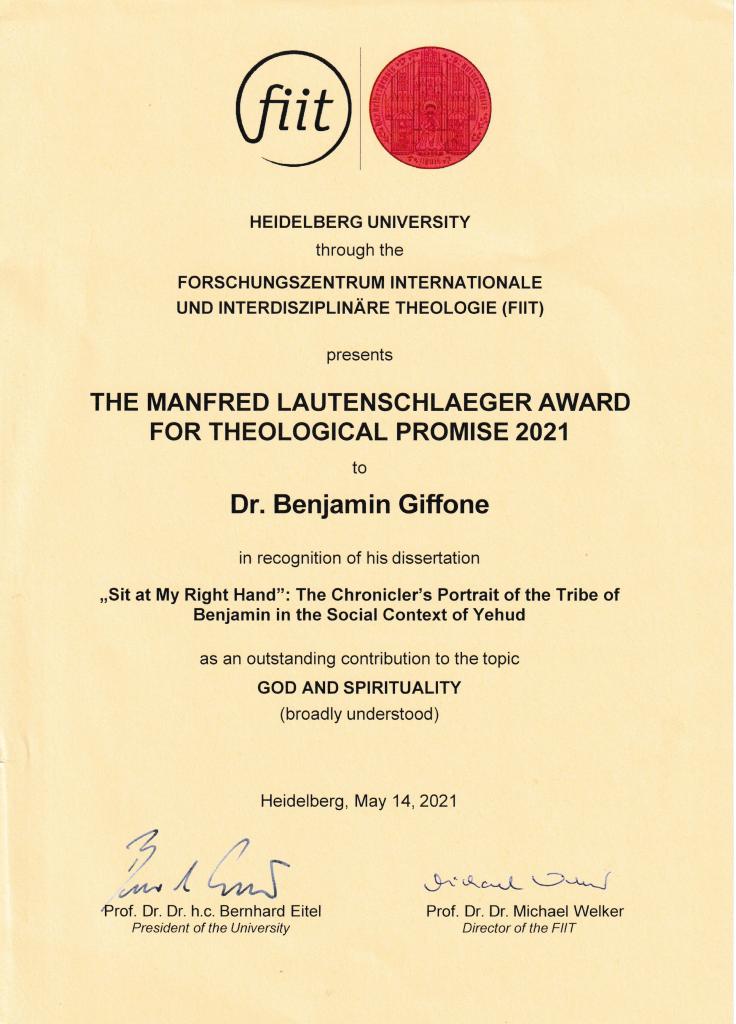 fiit
HEIDELBERG UNIVERSITY
through the
FORSCHUNGSZENTRUM INTERNATIONALE
UND INTERDISZIPLINÄRE THEOLOGIE (FIIT)
presents
THE MANFRED LAUTENSCHLAEGER AWARD
FOR THEOLOGICAL PROMISE 2021
to
Dr. Benjamin Giffone
in recognition of his dissertation
„Sit at My Right Hand”: The Chronicler’s Portrait of the Tribe of
Benjamin in the Social Context of Yehud
as an outstanding contribution to the topic
GOD AND SPIRITUALITY
(broadly understood)
Heidelberg, May 14, 2021
Prof. Dr. Dr. h.c. Bernhard Eitel
President of the University
Prof. Dr. Dr. Michael Welker
Director of the FIIT